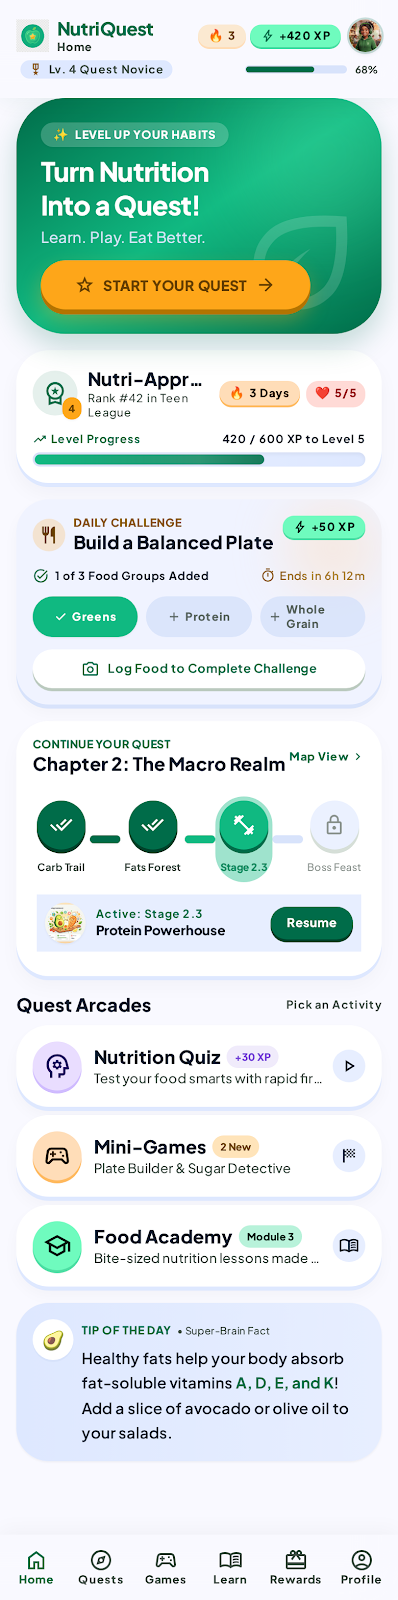 NutriQuest
Home
🔥 3
+420 XP
Lv. 4 Quest Novice
68%
✨ LEVEL UP YOUR HABITS
Turn Nutrition
Into a Quest!
Learn. Play. Eat Better.
START YOUR QUEST →
Nutri-Appr...
4
Rank #42 in Teen
League
🔥 3 Days
❤️ 5/5
Level Progress
420 / 600 XP to Level 5
DAILY CHALLENGE
Build a Balanced Plate
+50 XP
1 of 3 Food Groups Added
Ends in 6h 12m
Greens
+ Protein
+ Whole
Grain
Log Food to Complete Challenge
CONTINUE YOUR QUEST
Chapter 2: The Macro Realm
Map View >
Carb Trail
Fats Forest
Stage 2.3
Boss Feast
Active: Stage 2.3
Protein Powerhouse
Resume
Quest Arcades
Pick an Activity
Nutrition Quiz
+30 XP
Test your food smarts with rapid fir...
Mini-Games
2 New
Plate Builder & Sugar Detective
Food Academy
Module 3
Bite-sized nutrition lessons made ...
TIP OF THE DAY • Super-Brain Fact
Healthy fats help your body absorb
fat-soluble vitamins A, D, E, and K!
Add a slice of avocado or olive oil to
your salads.
Home
Quests
Games
Learn
Rewards
Profile